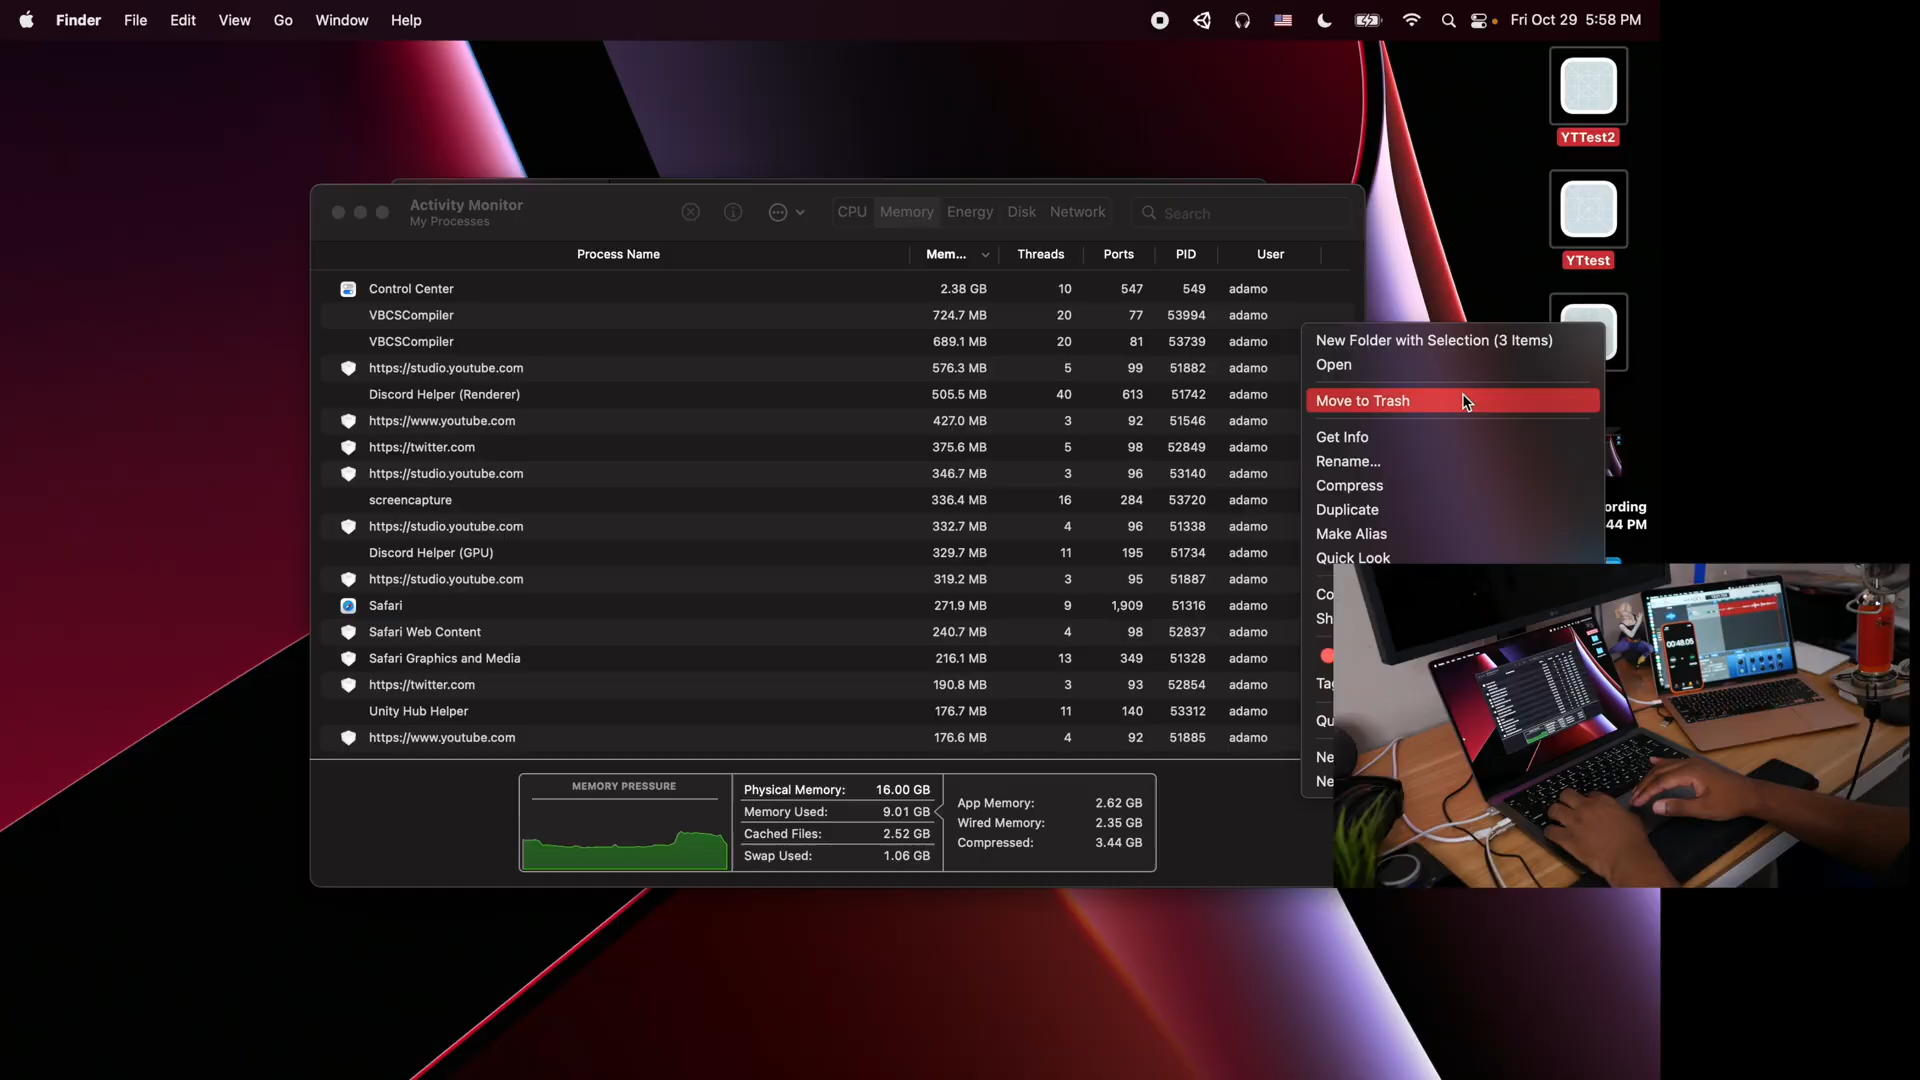 Finder File Edit View Go Window Help Fri Oct 29 5:58 PM
YTTest2
YTtest
Activity Monitor
My Processes
CPU Memory Energy Disk Network Search
Process Name Mem... Threads Ports PID User
Control Center 2.38 GB 10 547 549 adamo
VBCSCompiler 724.7 MB 20 77 53994 adamo
VBCSCompiler 689.1 MB 20 81 53739 adamo
https://studio.youtube.com 576.3 MB 5 99 51882 adamo
Discord Helper (Renderer) 505.5 MB 40 613 51742 adamo
https://www.youtube.com 427.0 MB 3 92 51546 adamo
https://twitter.com 375.6 MB 5 98 52849 adamo
https://studio.youtube.com 346.7 MB 3 96 53140 adamo
screencapture 336.4 MB 16 284 53720 adamo
https://studio.youtube.com 332.7 MB 4 96 51338 adamo
Discord Helper (GPU) 329.7 MB 11 195 51734 adamo
https://studio.youtube.com 319.2 MB 3 95 51887 adamo
Safari 271.9 MB 9 1,909 51316 adamo
Safari Web Content 240.7 MB 4 98 52837 adamo
Safari Graphics and Media 216.1 MB 13 349 51328 adamo
https://twitter.com 190.8 MB 3 93 52854 adamo
Unity Hub Helper 176.7 MB 11 140 53312 adamo
https://www.youtube.com 176.6 MB 4 92 51885 adamo
MEMORY PRESSURE
Physical Memory: 16.00 GB
Memory Used: 9.01 GB
Cached Files: 2.52 GB
Swap Used: 1.06 GB
App Memory: 2.62 GB
Wired Memory: 2.35 GB
Compressed: 3.44 GB
New Folder with Selection (3 Items)
Open
Move to Trash
Get Info
Rename...
Compress
Duplicate
Make Alias
Quick Look
Co
Sh
Tag
Qu
Ne
Ne
ording
44 PM
00:48.05